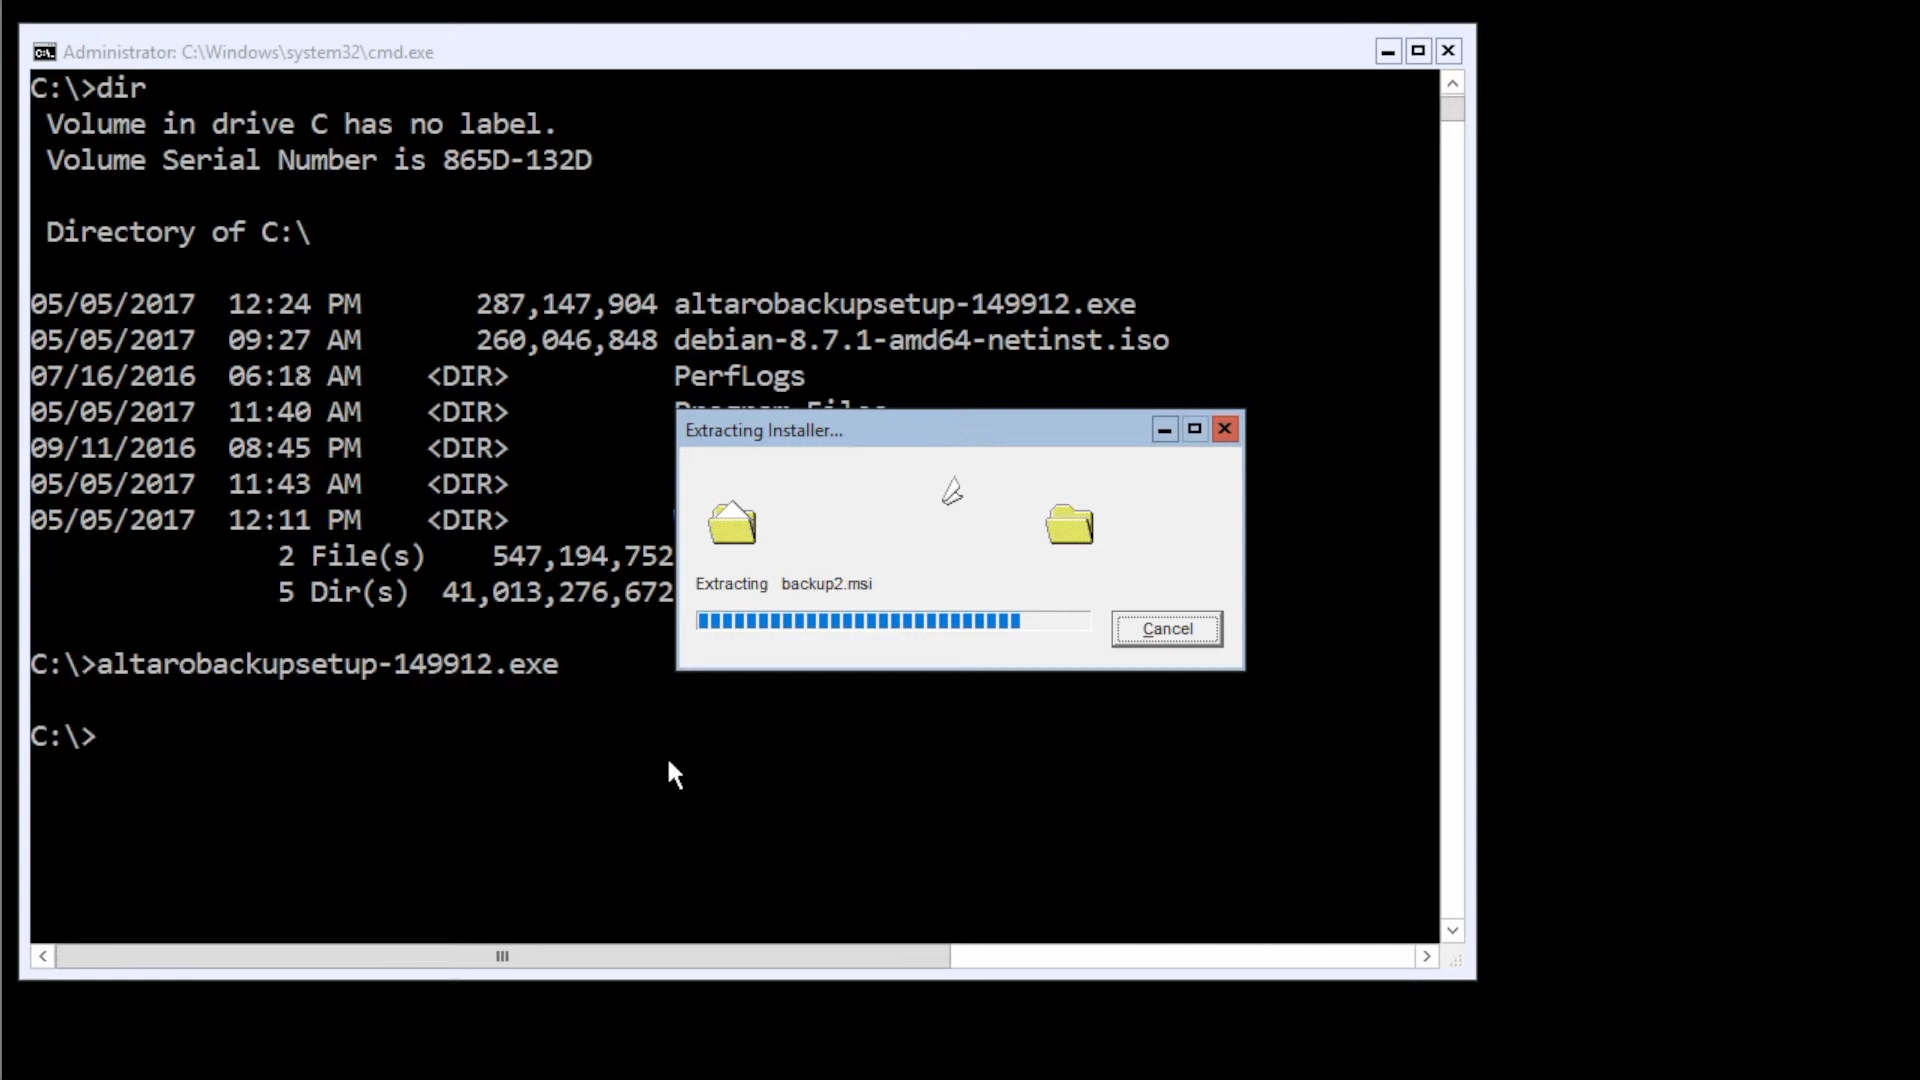 Administrator: C:\Windows\system32\cmd.exe
C:\>dir
Volume in drive C has no label.
Volume Serial Number is 865D-132D
Directory of C:\
05/05/2017 12:24 PM 287,147,904 altarobackupsetup-149912.exe
05/05/2017 09:27 AM 260,046,848 debian-8.7.1-amd64-netinst.iso
07/16/2016 06:18 AM <DIR> PerfLogs
05/05/2017 11:40 AM <DIR> Program Files
09/11/2016 08:45 PM <DIR>
05/05/2017 11:43 AM <DIR>
05/05/2017 12:11 PM <DIR>
2 File(s) 547,194,752
5 Dir(s) 41,013,276,672
C:\>altarobackupsetup-149912.exe
C:\>
Extracting Installer...
Extracting backup2.msi
Cancel